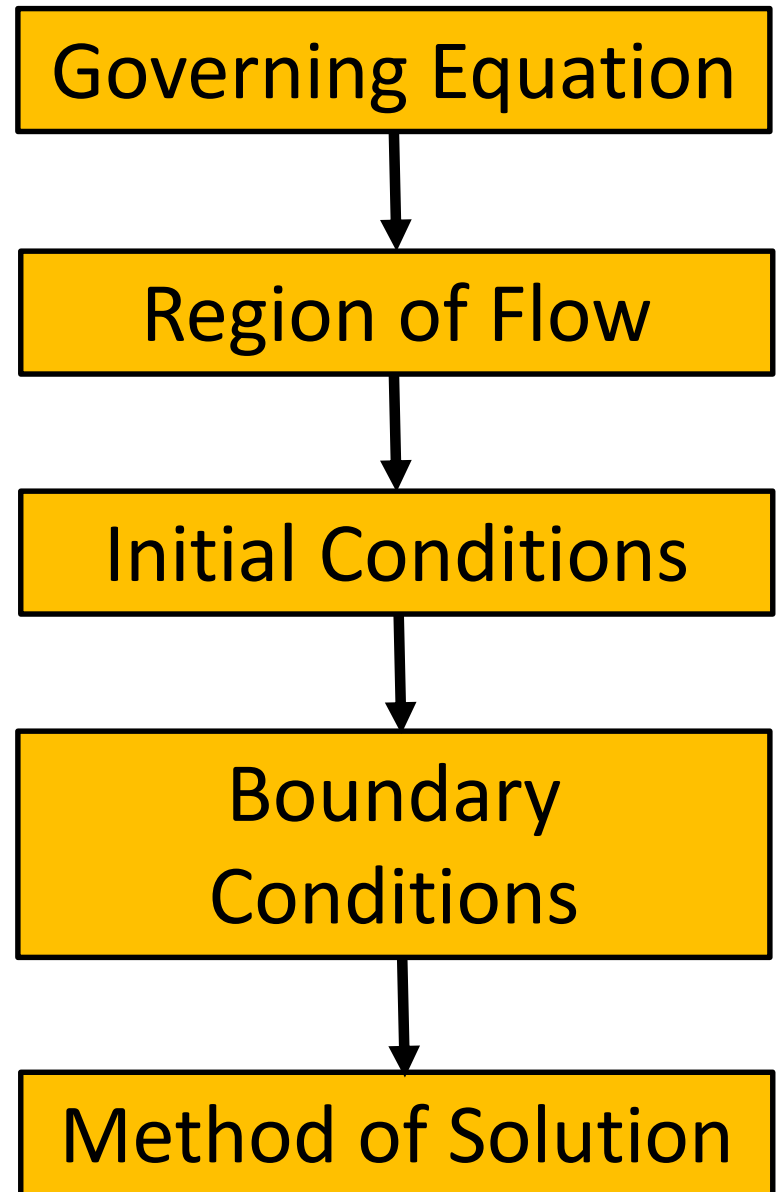 Governing Equation
Region of Flow
Initial Conditions
Boundary
Conditions
Method of Solution